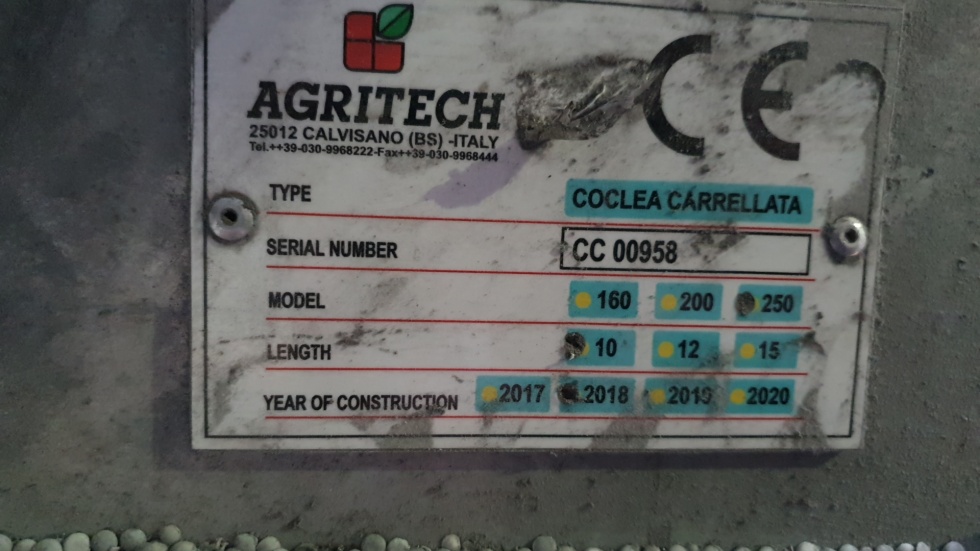 AGRITECH
25012 CALVISANO (BS) -ITALY
Tel.++39-030-9968222-Fax++39-030-9968444
CE
TYPE COCLEA CARRELLATA
SERIAL NUMBER CC 00958
MODEL 160 200 250
LENGTH 10 12 15
YEAR OF CONSTRUCTION 2017 2018 2019 2020